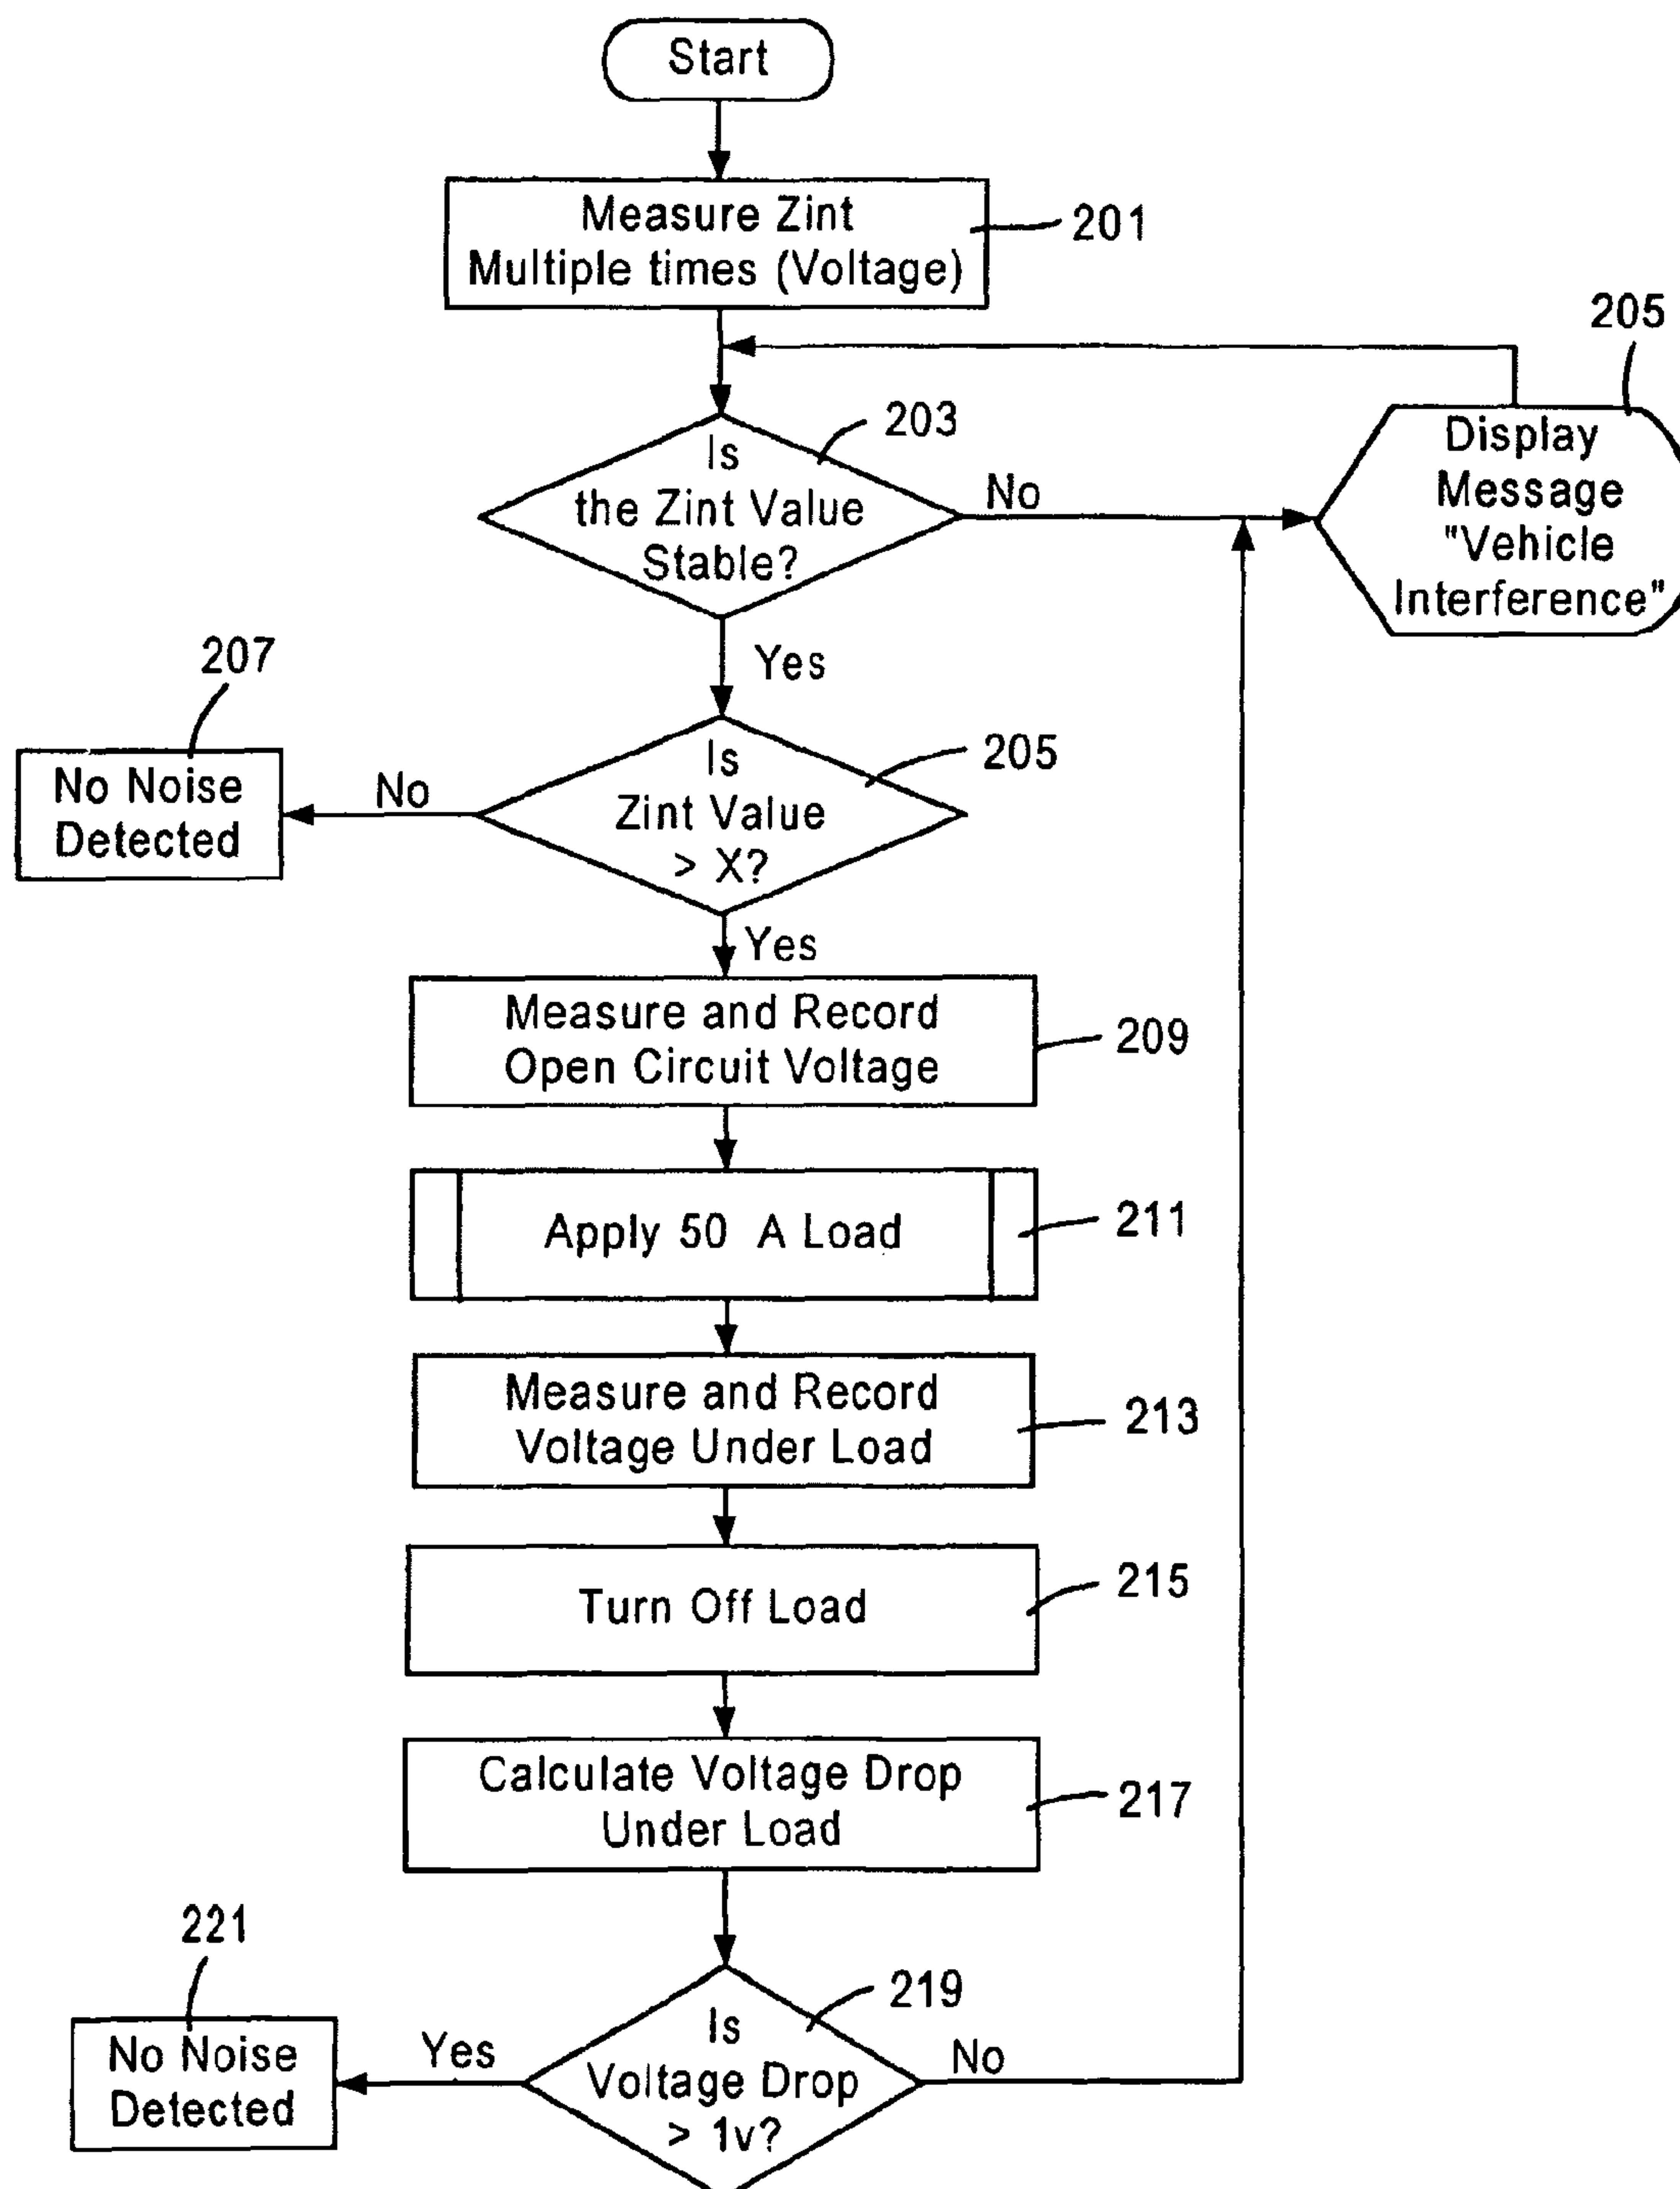 Start
Measure Zint
Multiple times (Voltage)
201
205
Is
the Zint Value
Stable?
203
No
Display
Message
"Vehicle
Interference"
Yes
207
No Noise
Detected
No
Is
Zint Value
> X?
205
Yes
Measure and Record
Open Circuit Voltage
209
Apply 50 A Load
211
Measure and Record
Voltage Under Load
213
Turn Off Load
215
Calculate Voltage Drop
Under Load
217
221
No Noise
Detected
Yes
Is
Voltage Drop
> 1v?
219
No